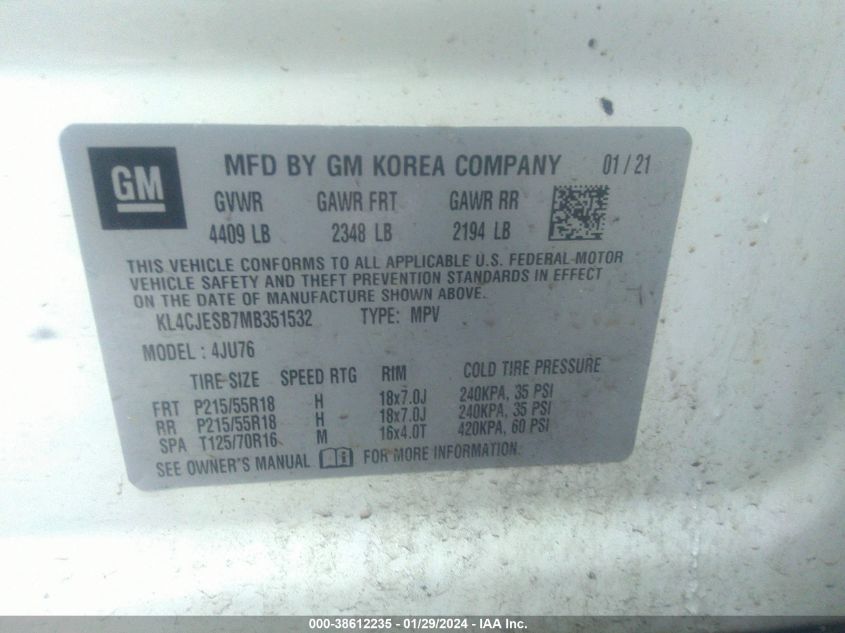 GM
MFD BY GM KOREA COMPANY 01 / 21
GVWR GAWR FRT GAWR RR
4409 LB 2348 LB 2194 LB
THIS VEHICLE CONFORMS TO ALL APPLICABLE U.S. FEDERAL MOTOR
VEHICLE SAFETY AND THEFT PREVENTION STANDARDS IN EFFECT
ON THE DATE OF MANUFACTURE SHOWN ABOVE.
KL4CJESB7MB351532 TYPE: MPV
MODEL : 4JU76
TIRE SIZE SPEED RTG RIM COLD TIRE PRESSURE
FRT P215/55R18 H 18x7.0J 240KPA, 35 PSI
RR P215/55R18 H 18x7.0J 240KPA, 35 PSI
SPA T125/70R16 M 16x4.0T 420KPA, 60 PSI
SEE OWNER'S MANUAL FOR MORE INFORMATION.
000-38612235 - 01/29/2024 - IAA Inc.